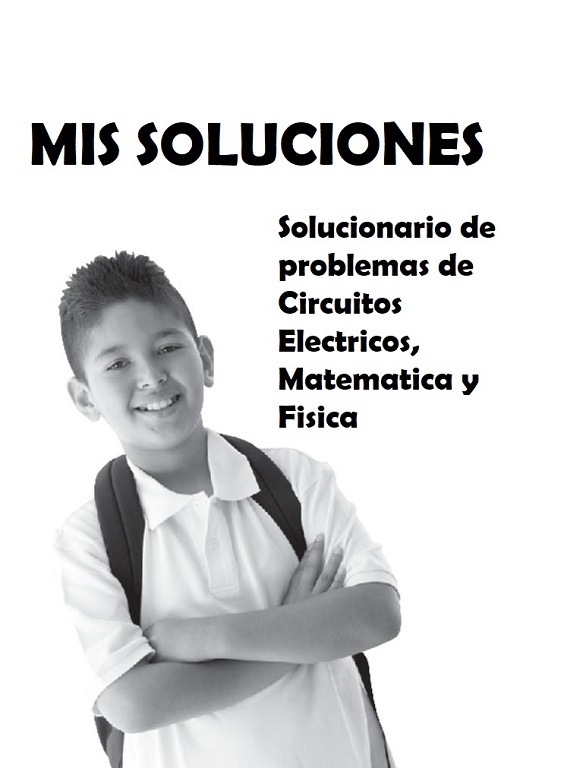 MIS SOLUCIONES
Solucionario de
problemas de
Circuitos
Electricos,
Matematica y
Fisica